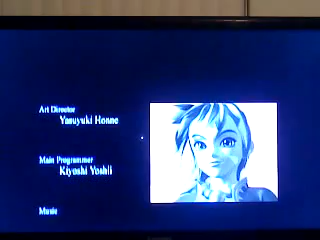 Art Director
Yasuyuki Honne
Main Programmer
Kiyoshi Yoshii
Music